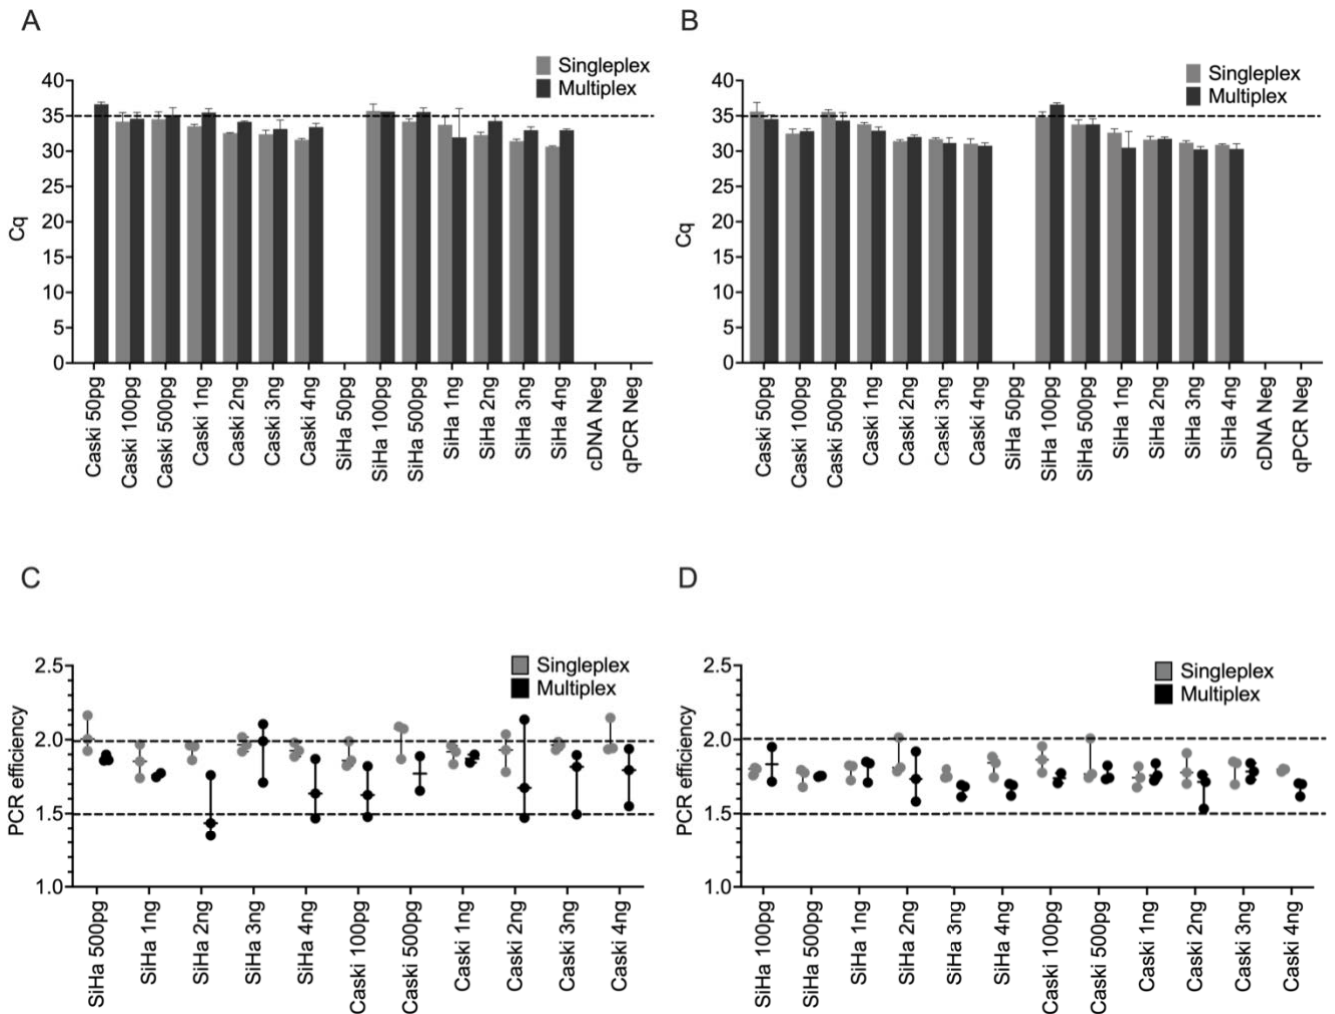 A
B
Singleplex
Multiplex
Singleplex
Multiplex
40
35
30
25
20
15
10
5
0
Cq
40
35
30
25
20
15
10
5
0
Cq
Caski 50pg
Caski 100pg
Caski 500pg
Caski 1ng
Caski 2ng
Caski 3ng
Caski 4ng
SiHa 50pg
SiHa 100pg
SiHa 500pg
SiHa 1ng
SiHa 2ng
SiHa 3ng
SiHa 4ng
cDNA Neg
qPCR Neg
Caski 50pg
Caski 100pg
Caski 500pg
Caski 1ng
Caski 2ng
Caski 3ng
Caski 4ng
SiHa 50pg
SiHa 100pg
SiHa 500pg
SiHa 1ng
SiHa 2ng
SiHa 3ng
SiHa 4ng
cDNA Neg
qPCR Neg
C
D
Singleplex
Multiplex
Singleplex
Multiplex
2.5
2.0
1.5
1.0
PCR efficiency
2.5
2.0
1.5
1.0
PCR efficiency
SiHa 500pg
SiHa 1ng
SiHa 2ng
SiHa 3ng
SiHa 4ng
Caski 100pg
Caski 500pg
Caski 1ng
Caski 2ng
Caski 3ng
Caski 4ng
SiHa 100pg
SiHa 500pg
SiHa 1ng
SiHa 2ng
SiHa 3ng
SiHa 4ng
Caski 100pg
Caski 500pg
Caski 1ng
Caski 2ng
Caski 3ng
Caski 4ng